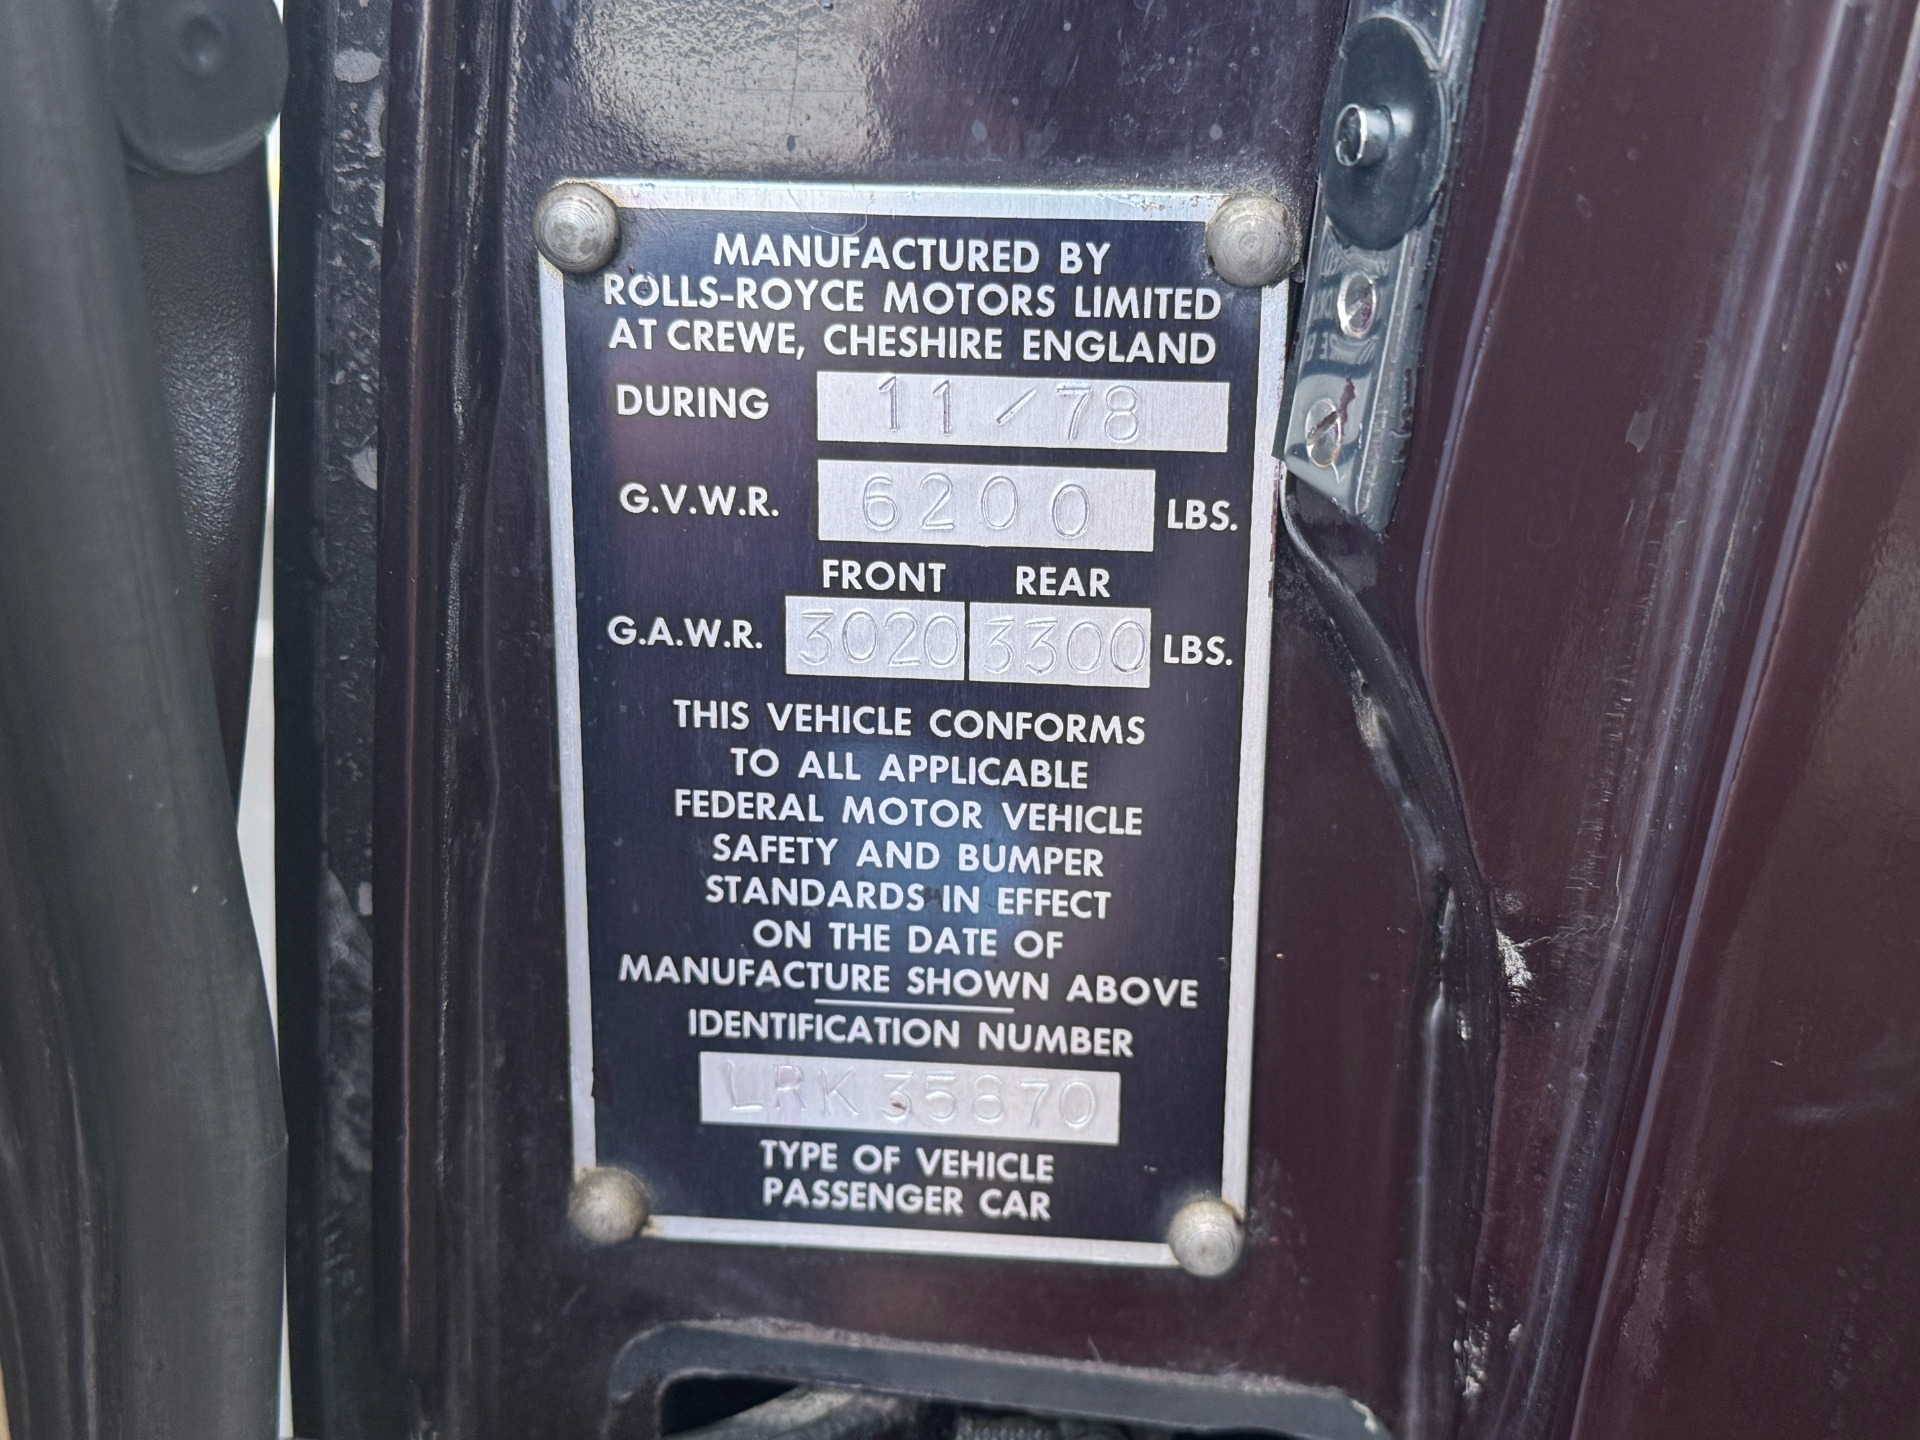 MANUFACTURED BY
ROLLS-ROYCE MOTORS LIMITED
AT CREWE, CHESHIRE ENGLAND
DURING 11/78
G.V.W.R. 6200 LBS.
FRONT REAR
G.A.W.R. 3020 3300 LBS.
THIS VEHICLE CONFORMS
TO ALL APPLICABLE
FEDERAL MOTOR VEHICLE
SAFETY AND BUMPER
STANDARDS IN EFFECT
ON THE DATE OF
MANUFACTURE SHOWN ABOVE
IDENTIFICATION NUMBER
LRK 35870
TYPE OF VEHICLE
PASSENGER CAR